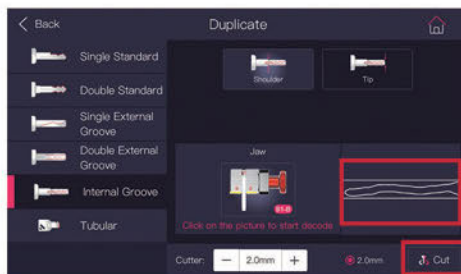 Back
Duplicate
Single Standard
Double Standard
Single External
Groove
Double External
Groove
Internal Groove
Tubular
Shoulder
Tip
Jaw
S1-B
Click on the picture to start decode
Cutter:
— 2.0mm +
2.0mm
Cut